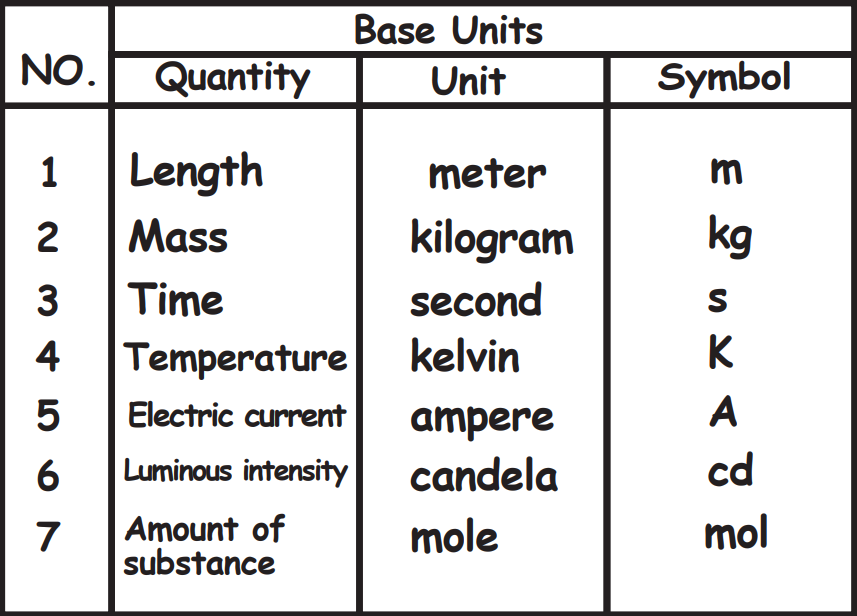 Base Units
NO. Quantity Unit Symbol
1 Length meter m
2 Mass kilogram kg
3 Time second s
4 Temperature kelvin K
5 Electric current ampere A
6 Luminous intensity candela cd
7 Amount of mole mol
substance